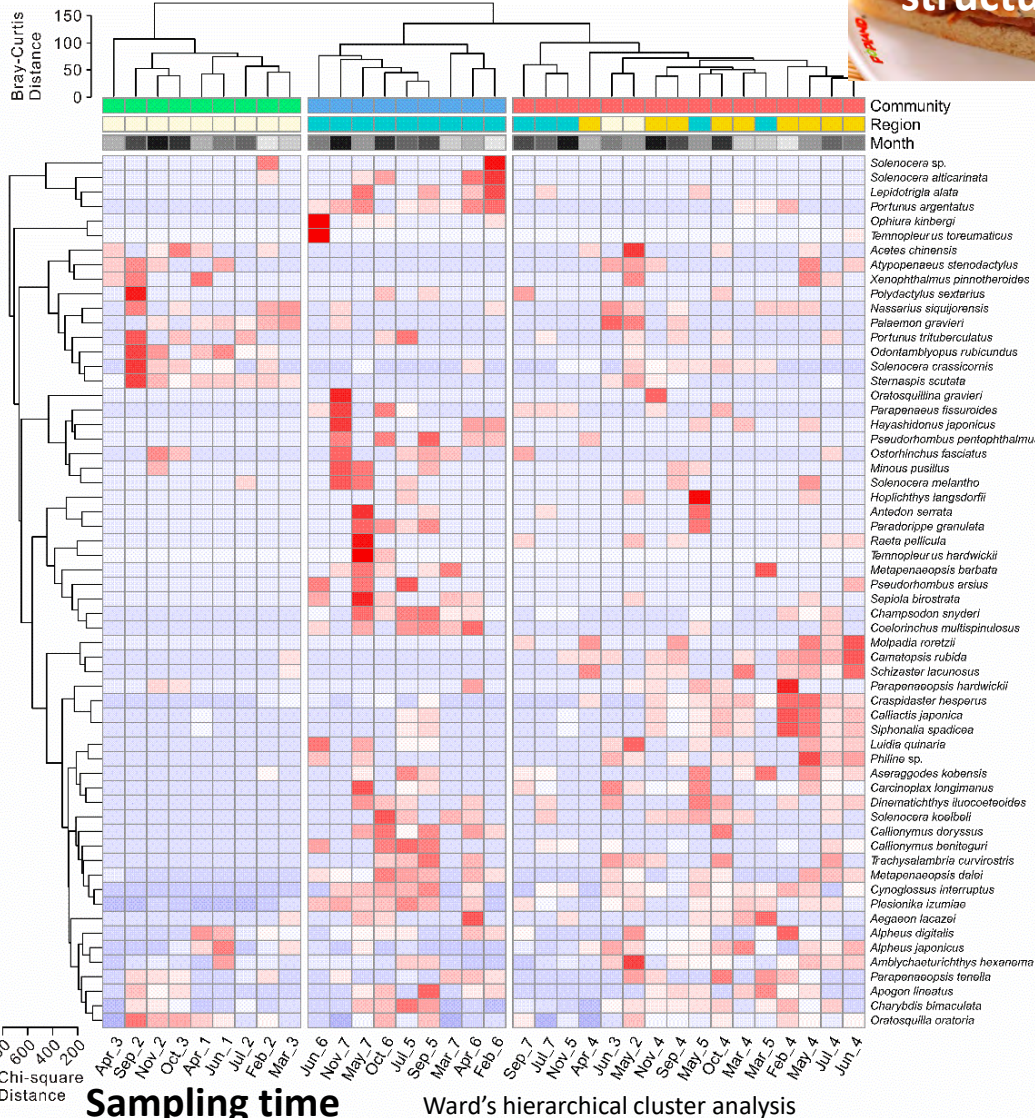 structu
Bray-Curtis
Distance
150
100
50
0
Community
Region
Month
Solenocera sp.
Solenocera alticarinata
Lepidotrigla alata
Portunus argentatus
Ophiura kinbergi
Temnopleurus toreumaticus
Acetes chinensis
Atypopenaeus stenodactylus
Xenophthalmus pinnotheroides
Polydactylus sextarius
Nassarius siquijorensis
Palaemon gravieri
Portunus trituberculatus
Odontamblyopus rubicundus
Solenocera crassicornis
Sternaspis scutata
Oratosquillina gravieri
Parapenaeus fissuroides
Hayashidonus japonicus
Pseudorhombus pentophthalmu
Ostorhinchus fasciatus
Minous pusillus
Solenocera melantho
Hoplichthys langsdorfii
Antedon serrata
Paradorippe granulata
Raeta pellicula
Temnopleurus hardwickii
Metapenaeopsis barbata
Pseudorhombus arsius
Sepiola birostrata
Champsodon snyderi
Coelorinchus multispinulosus
Molpadia roretzii
Camatopsis rubida
Schizaster lacunosus
Parapenaeopsis hardwickii
Craspidaster hesperus
Calliactis japonica
Siphonalia spadicea
Luidia quinaria
Philine sp.
Aseraggodes kobensis
Carcinoplax longimanus
Dinematichthys iluocoeteoides
Solenocera koelbeli
Callionymus doryssus
Callionymus beniteguri
Trachysalambria curvirostris
Metapenaeopsis dalei
Cynoglossus interruptus
Plesionika izumiae
Aegaeon lacazei
Alpheus digitalis
Alpheus japonicus
Amblychaeturichthys hexanema
Parapenaeopsis tenella
Apogon lineatus
Charybdis bimaculata
Oratosquilla oratoria
600 400 200
Chi-square
Distance
Apr_3 Sep_2 Nov_2 Oct_3 Apr_1 Jun_1 Jul_2 Feb_2 Mar_3 Jun_6 Nov_7 May_7 Oct_6 Jul_5 Sep_5 Mar_7 Apr_6 Feb_6 Sep_7 Jul_7 Nov_5 Apr_4 Jun_3 May_2 Nov_4 Sep_4 May_5 Oct_4 Mar_4 Mar_5 Feb_4 May_4 Jul_4 Jun_4
Sampling time
Ward's hierarchical cluster analysis